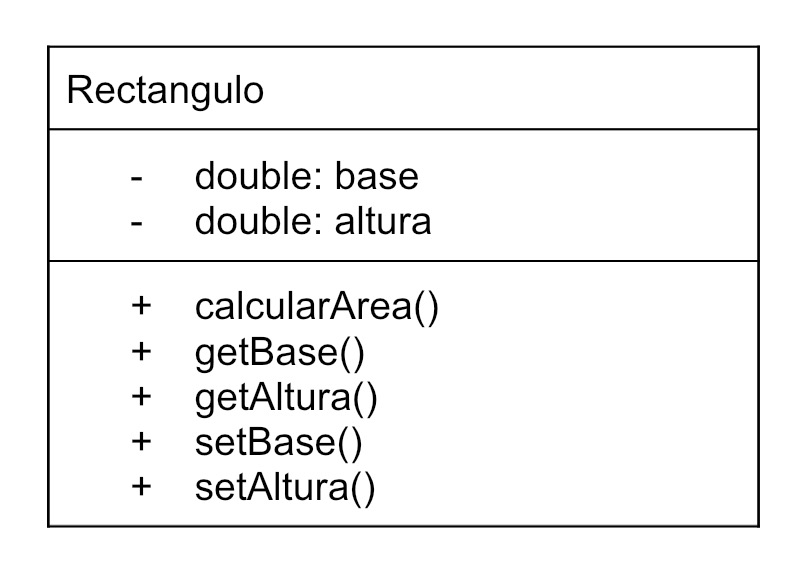 Rectangulo
- double: base
- double: altura
+ calcularArea()
+ getBase()
+ getAltura()
+ setBase()
+ setAltura()